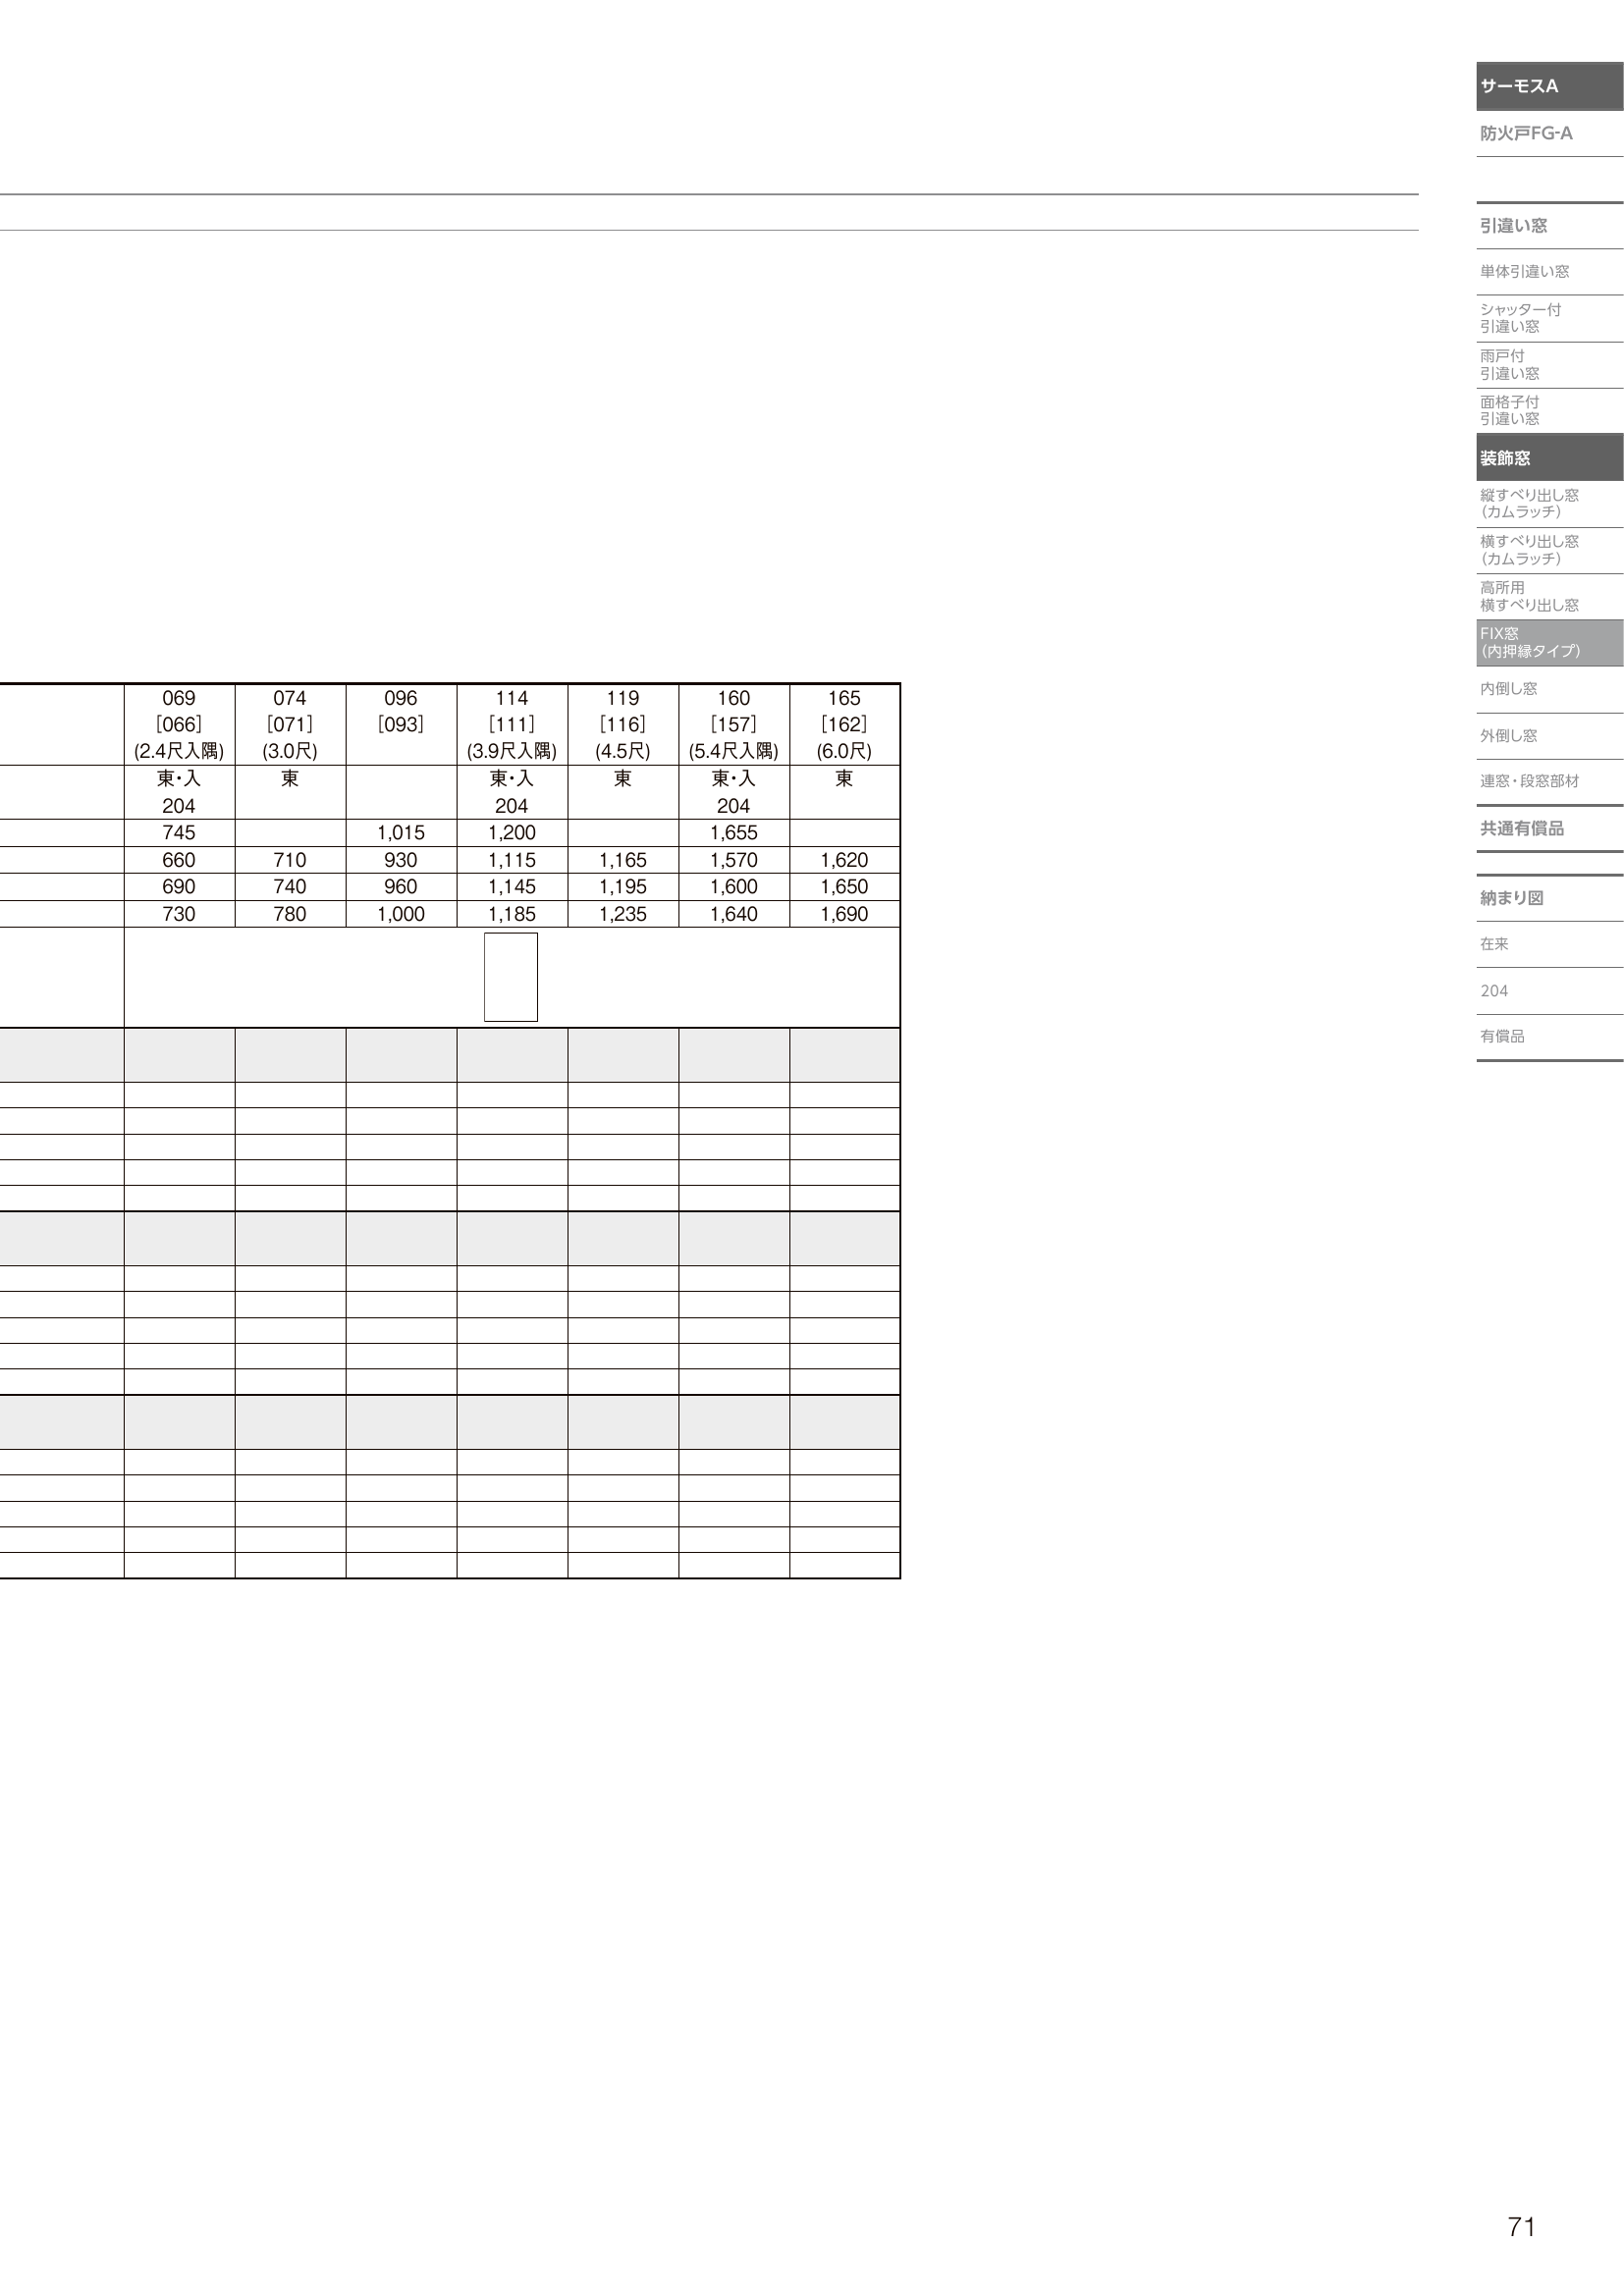 サーモスA
防火戸FG-A
引違い窓
単体引違い窓
シャッター付
引違い窓
雨戸付
引違い窓
面格子付
引違い窓
装飾窓
縦すべり出し窓
(カムラッチ)
横すべり出し窓
(カムラッチ)
高所用
横すべり出し窓
FIX窓
(内押縁タイプ)
内倒し窓
外倒し窓
連窓・段窓部材
共通有償品
納まり図
在来
204
有償品
069 074 096 114 119 160 165
[066] [071] [093] [111] [116] [157] [162]
(2.4尺入隅) (3.0尺) (3.9尺入隅) (4.5尺) (5.4尺入隅) (6.0尺)
東・入 東 東・入 東 東・入 東
204 204 204
745 1,015 1,200 1,655
660 710 930 1,115 1,165 1,570 1,620
690 740 960 1,145 1,195 1,600 1,650
730 780 1,000 1,185 1,235 1,640 1,690
71